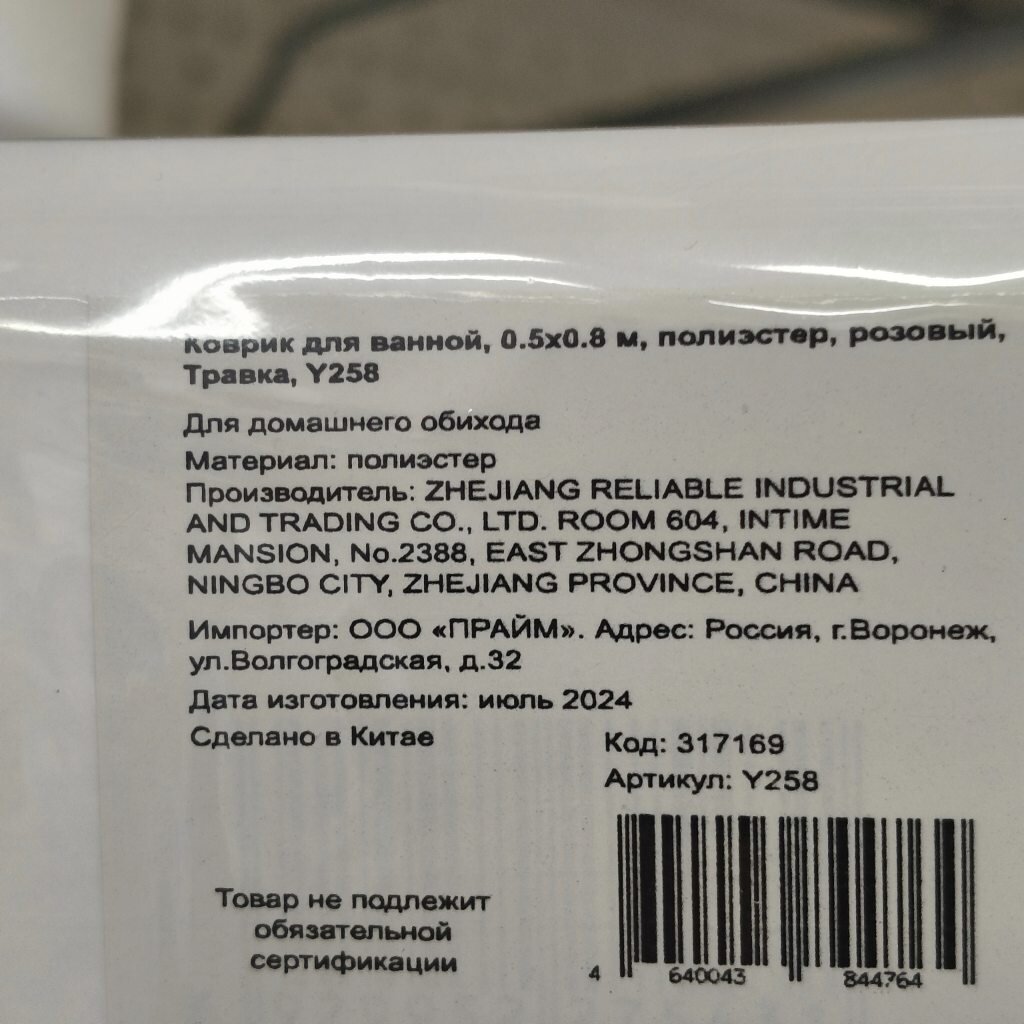 Коврик для ванной, 0.5х0.8 м, полиэстер, розовый,
Травка, Y258
Для домашнего обихода
Материал: полиэстер
Производитель: ZHEJIANG RELIABLE INDUSTRIAL
AND TRADING CO., LTD. ROOM 604, INTIME
MANSION, No.2388, EAST ZHONGSHAN ROAD,
NINGBO CITY, ZHEJIANG PROVINCE, CHINA
Импортер: ООО «ПРАЙМ». Адрес: Россия, г.Воронеж,
ул.Волгоградская, д.32
Дата изготовления: июль 2024
Сделано в Китае
Код: 317169
Артикул: Y258
Товар не подлежит
обязательной
сертификации
4 640043 844764